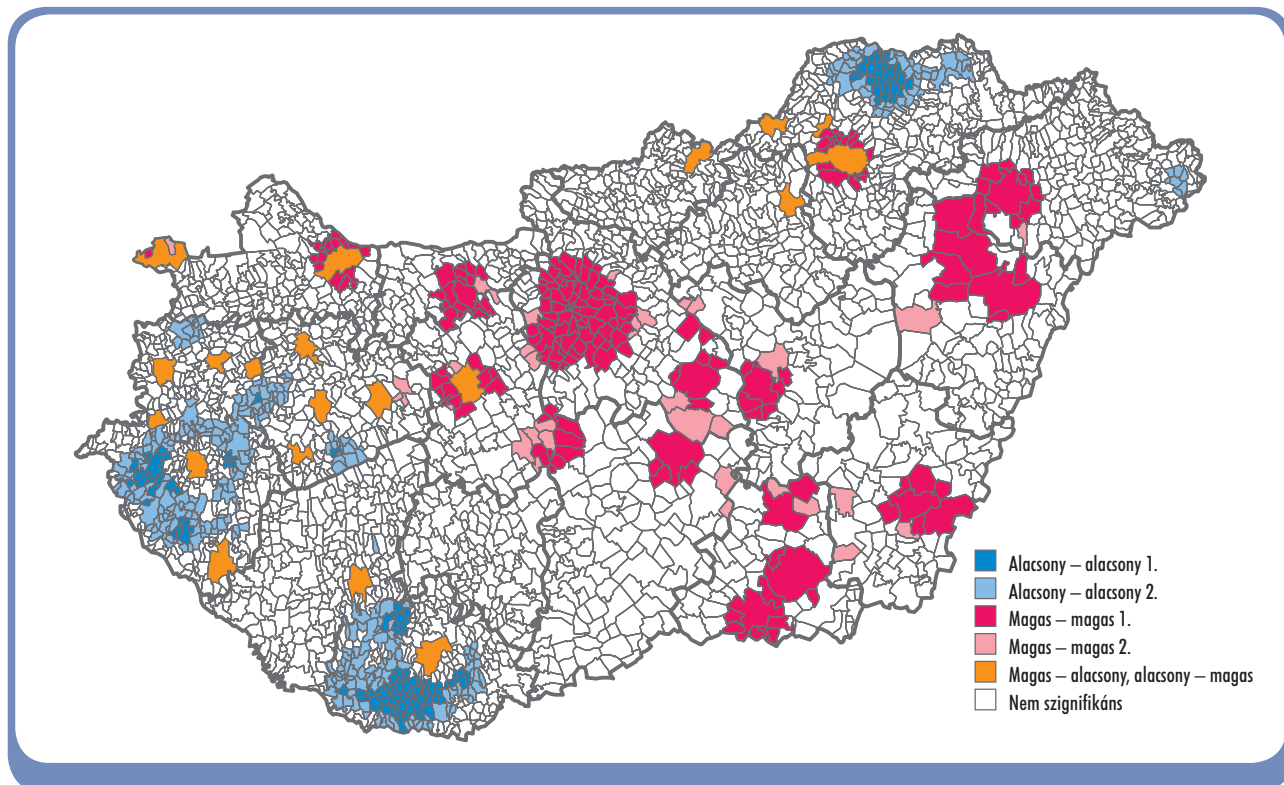 Alacsony – alacsony 1.
Alacsony – alacsony 2.
Magas – magas 1.
Magas – magas 2.
Magas – alacsony, alacsony – magas
Nem szignifikáns